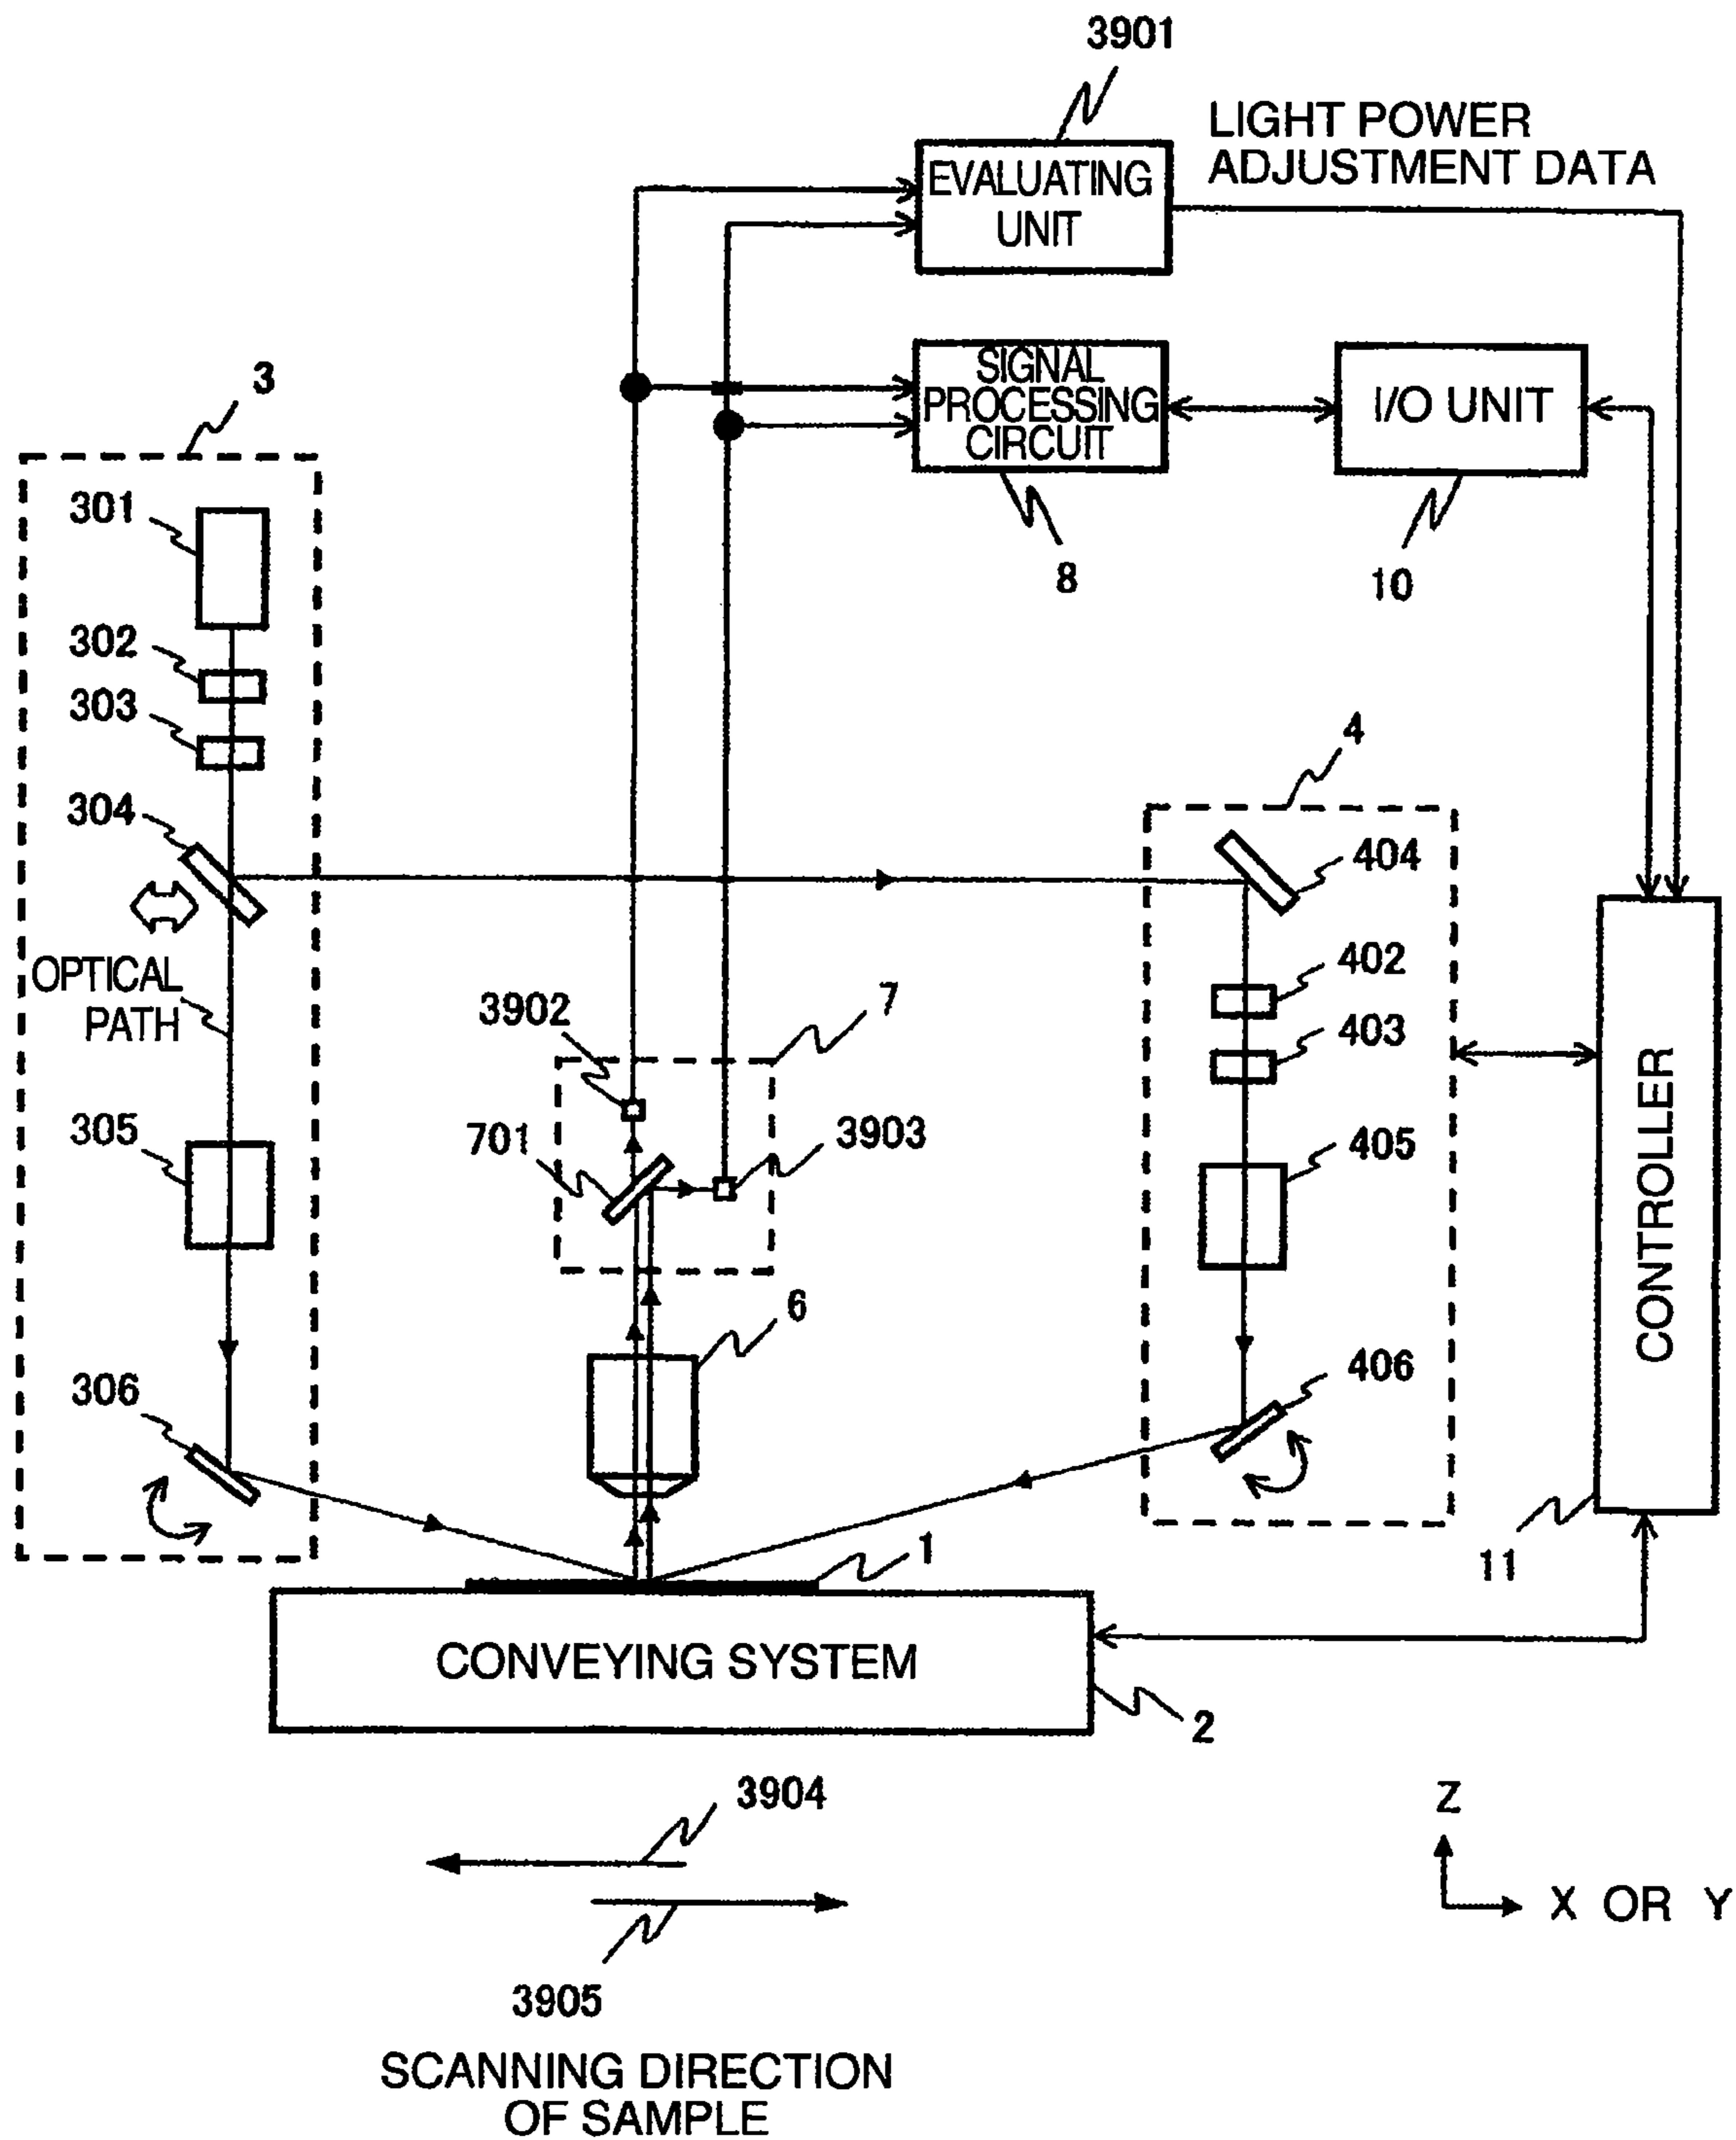 3901
LIGHT POWER
ADJUSTMENT DATA
EVALUATING
UNIT
3
SIGNAL
PROCESSING
CIRCUIT
I/O UNIT
301
8
10
302
303
4
304
404
OPTICAL
PATH
402
3902
7
403
305
701
3903
405
CONTROLLER
6
306
406
1
11
CONVEYING SYSTEM
2
3904
Z
X OR Y
3905
SCANNING DIRECTION
OF SAMPLE